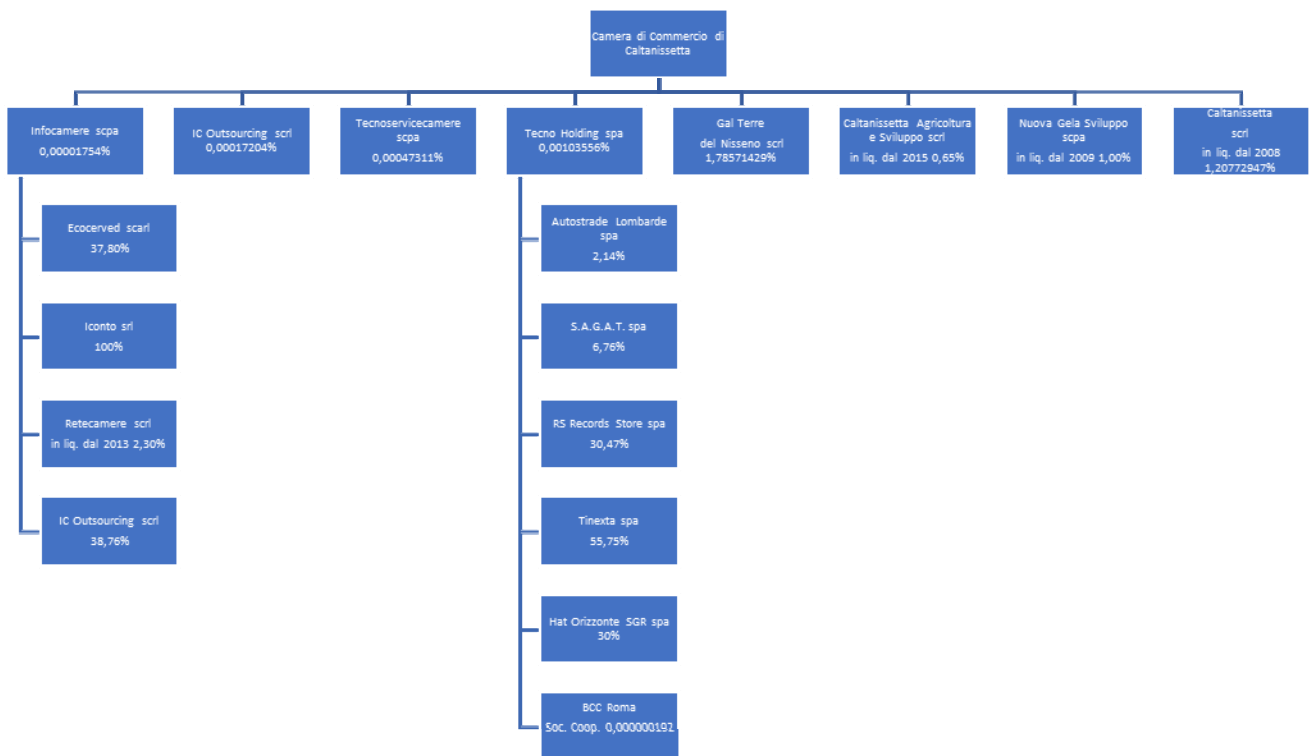 Camera di Commercio di
Caltanissetta
Infocamere scpa
0,00001754%
IC Outsourcing scrl
0,00017204%
Tecnoservicecamere
scpa
0,00047311%
Tecno Holding spa
0,00103556%
Gal Terre
del Nisseno scrl
1,78571429%
Caltanissetta Agricoltura
e Sviluppo scrl
in liq. dal 2015 0,65%
Nuova Gela Sviluppo
scpa
in liq. dal 2009 1,00%
Caltanissetta
scrl
in liq. dal 2008
1,20772947%
Ecocerved scarl
37,80%
Iconto srl
100%
Retecamere scrl
in liq. dal 2013 2,30%
IC Outsourcing scrl
38,76%
Autostrade Lombarde
spa
2,14%
S.A.G.A.T. spa
6,76%
RS Records Store spa
30,47%
Tinexta spa
55,75%
Hat Orizzonte SGR spa
30%
BCC Roma
Soc. Coop. 0,000000192